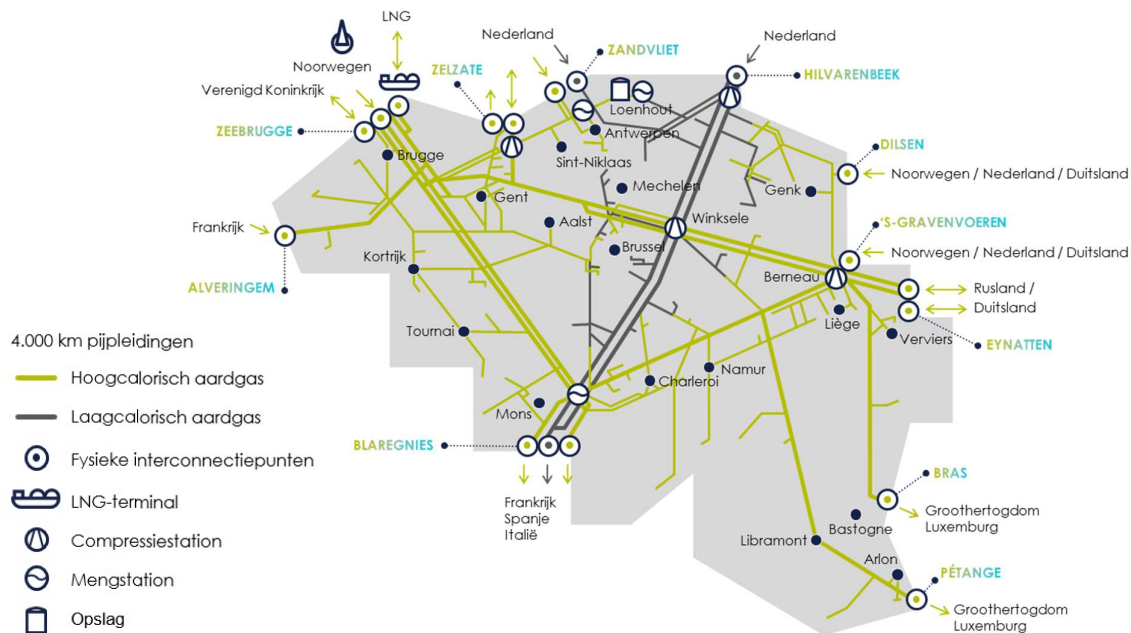 LNG
Nederland
ZANDVLIET
Nederland
Noorwegen
ZELZATE
HILVARENBEEK
Verenigd Koninkrijk
Loenhout
ZEEBRUGGE
Antwerpen
DILSEN
Brugge
Sint-Niklaas
Noorwegen / Nederland / Duitsland
Mechelen
Genk
Gent
'S-GRAVENVOEREN
Frankrijk
Aalst
Winksele
Brussel
Noorwegen / Nederland / Duitsland
Kortrijk
Berneau
ALVERINGEM
Rusland /
Duitsland
Luik
Liège
Tournai
Verviers
EYNATTEN
4.000 km pijpleidingen
Hoogcalorisch aardgas
Namur
Charleroi
Laagcalorisch aardgas
Mons
BLAREGNIES
Fysieke interconnectiepunten
BRAS
LNG-terminal
Frankrijk
Spanje
Italië
Groothertogdom
Luxemburg
Bastogne
Compressiestation
Libramont
Arlon
Mengstation
PÉTANGE
Groothertogdom
Luxemburg
Opslag